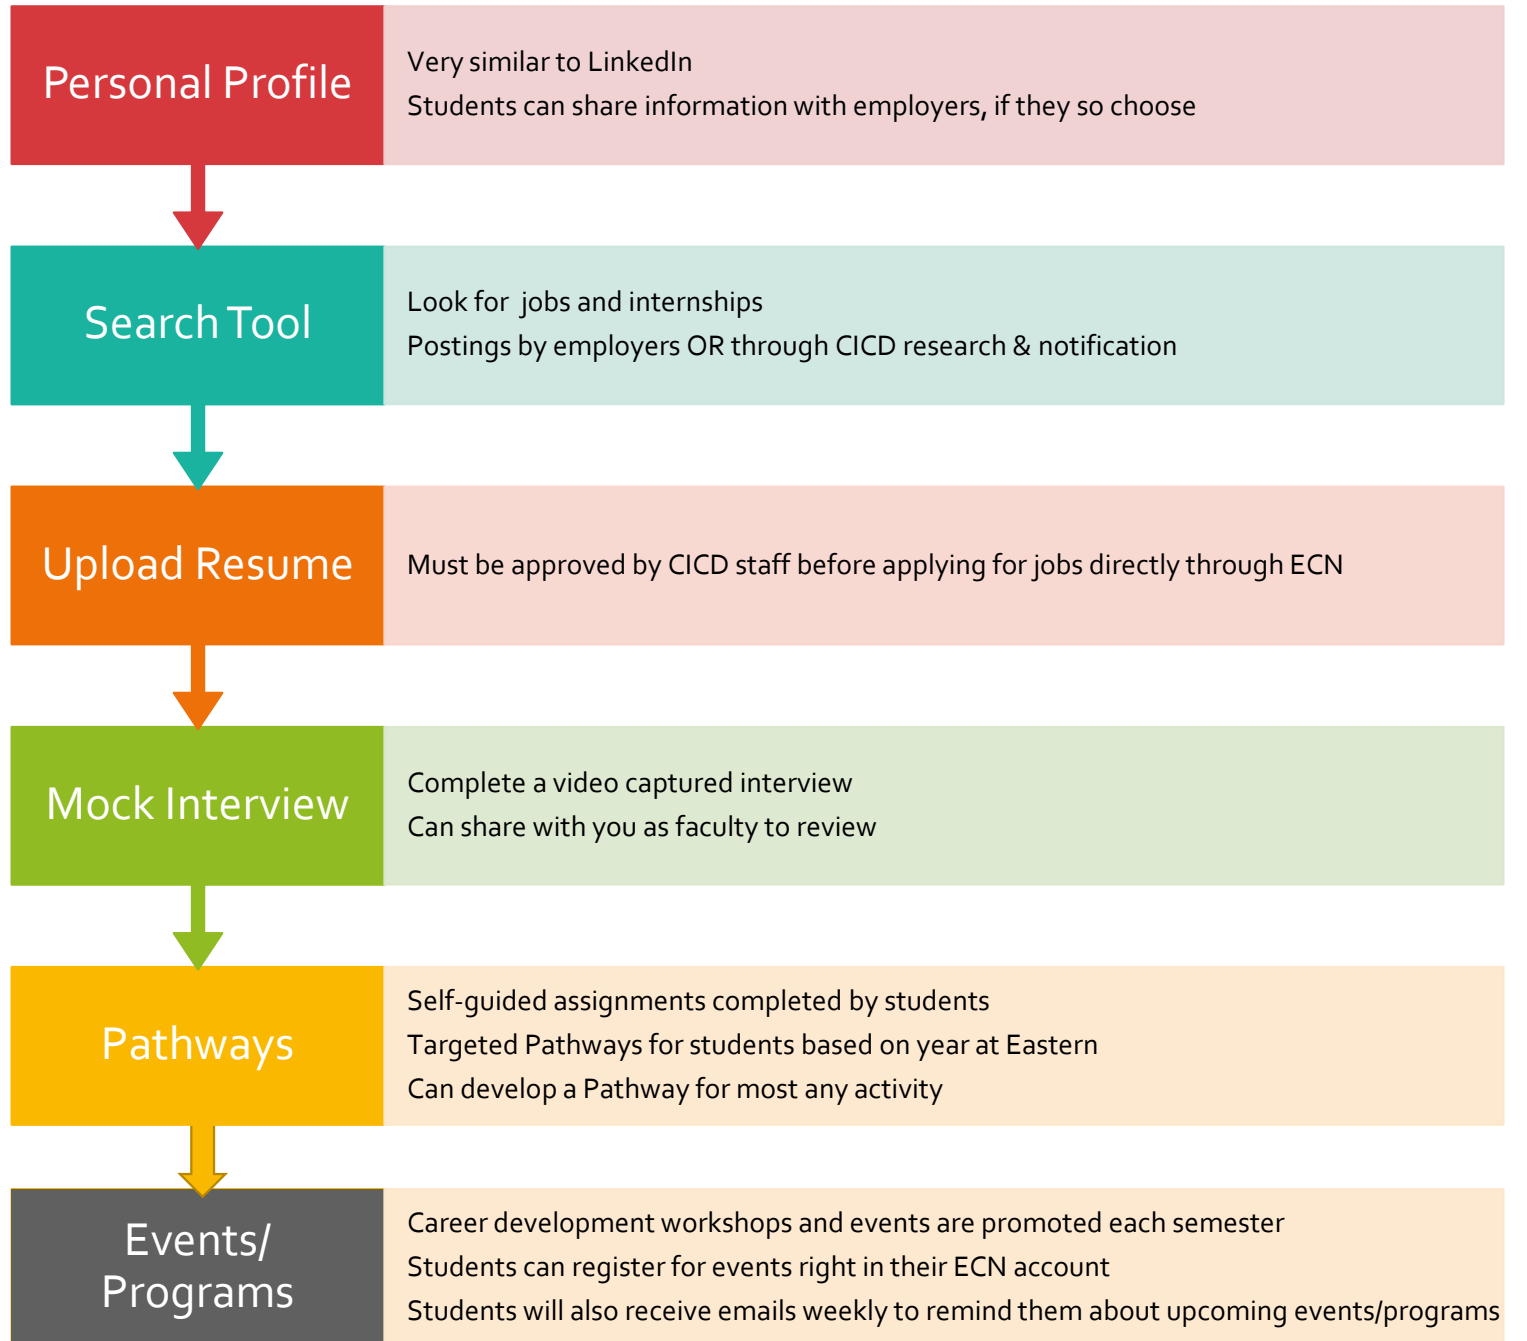 Personal Profile
Very similar to LinkedIn
Students can share information with employers, if they so choose
Search Tool
Look for  jobs and internships
Postings by employers OR through CICD research & notification
Upload Resume
Must be approved by CICD staff before applying for jobs directly through ECN
Mock Interview
Complete a video captured interview
Can share with you as faculty to review
Pathways
Self-guided assignments completed by students
Targeted Pathways for students based on year at Eastern
Can develop a Pathway for most any activity
Events/
Programs
Career development workshops and events are promoted each semester
Students can register for events right in their ECN account
Students will also receive emails weekly to remind them about upcoming events/programs